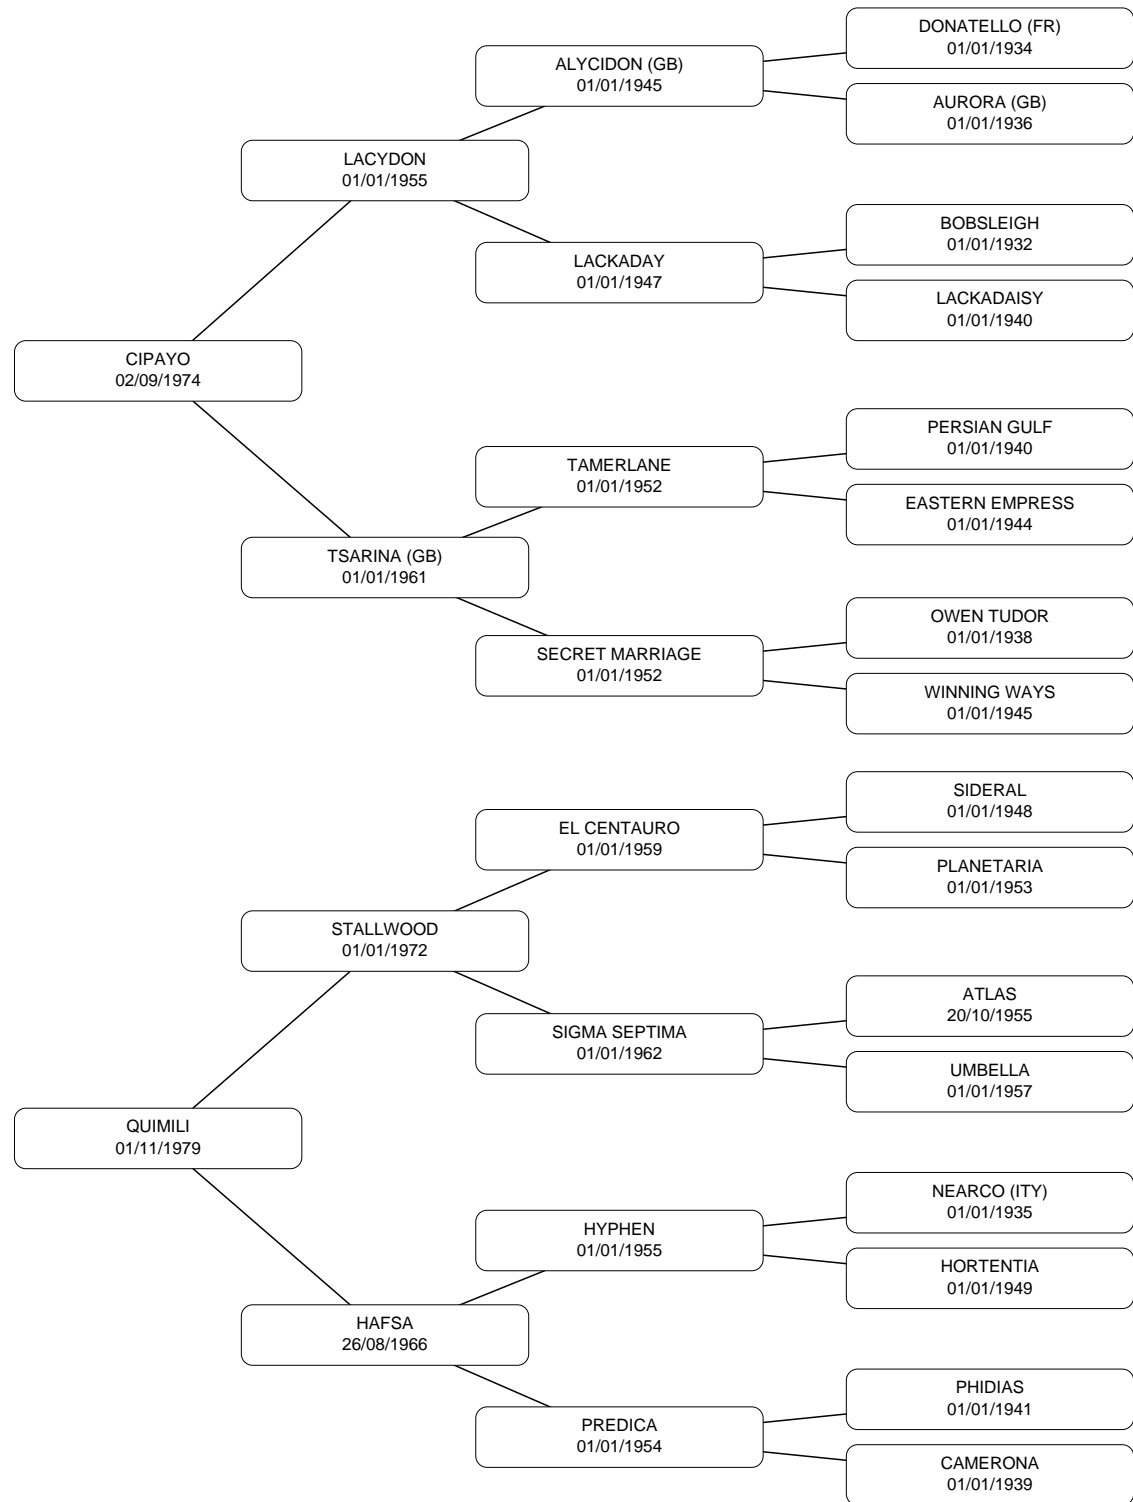 DONATELLO (FR)
01/01/1934
ALYCIDON (GB)
01/01/1945
AURORA (GB)
01/01/1936
LACYDON
01/01/1955
BOBSLEIGH
01/01/1932
LACKADAY
01/01/1947
LACKADAISY
01/01/1940
CIPAYO
02/09/1974
PERSIAN GULF
01/01/1940
TAMERLANE
01/01/1952
EASTERN EMPRESS
01/01/1944
TSARINA (GB)
01/01/1961
OWEN TUDOR
01/01/1938
SECRET MARRIAGE
01/01/1952
WINNING WAYS
01/01/1945
SIDERAL
01/01/1948
EL CENTAURO
01/01/1959
PLANETARIA
01/01/1953
STALLWOOD
01/01/1972
ATLAS
20/10/1955
SIGMA SEPTIMA
01/01/1962
UMBELLA
01/01/1957
QUIMILI
01/11/1979
NEARCO (ITY)
01/01/1935
HYPHEN
01/01/1955
HORTENTIA
01/01/1949
HAFSA
26/08/1966
PHIDIAS
01/01/1941
PREDICA
01/01/1954
CAMERONA
01/01/1939